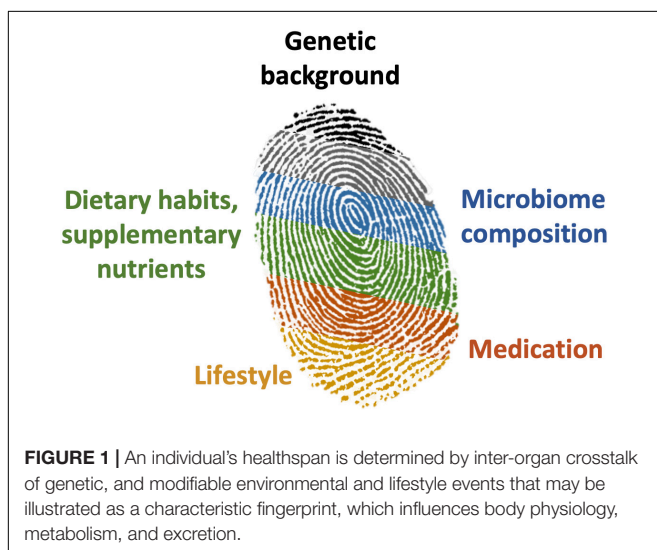 Genetic
background
Dietary habits,
supplementary
nutrients
Microbiome
composition
Medication
Lifestyle
FIGURE 1 | An individual's healthspan is determined by inter-organ crosstalk
of genetic, and modifiable environmental and lifestyle events that may be
illustrated as a characteristic fingerprint, which influences body physiology,
metabolism, and excretion.